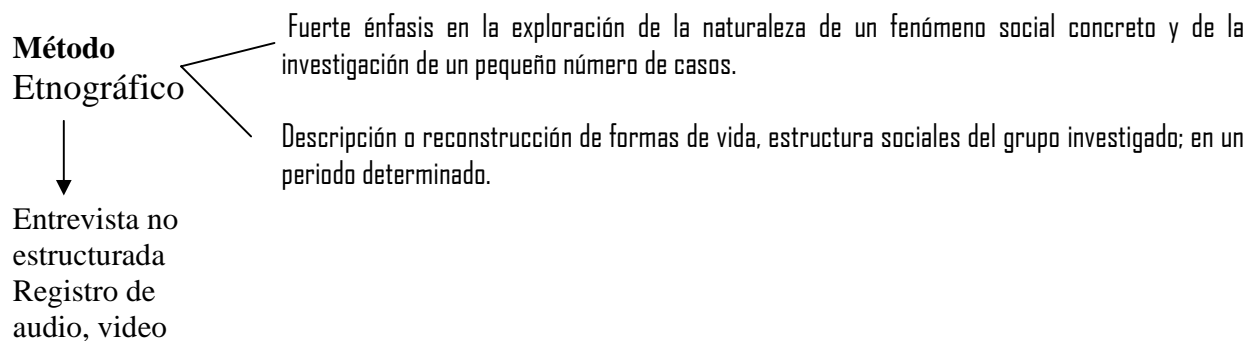 Método
Etnográfico
Fuerte énfasis en la exploración de la naturaleza de un fenómeno social concreto y de la
investigación de un pequeño número de casos.
Descripción o reconstrucción de formas de vida, estructura sociales del grupo investigado; en un
periodo determinado.
Entrevista no
estructurada
Registro de
audio, video